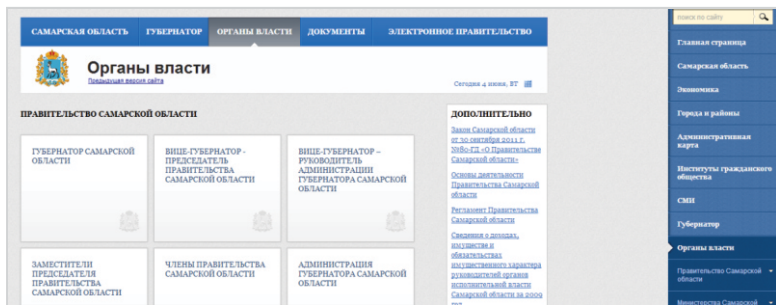 САМАРСКАЯ ОБЛАСТЬ ГУБЕРНАТОР ОРГАНЫ ВЛАСТИ ДОКУМЕНТЫ ЭЛЕКТРОННОЕ ПРАВИТЕЛЬСТВО
Органы власти
Предыдущая версия сайта
Сегодня 4 июня, ВТ
ПРАВИТЕЛЬСТВО САМАРСКОЙ ОБЛАСТИ
ГУБЕРНАТОР САМАРСКОЙ
ОБЛАСТИ
ВИЦЕ-ГУБЕРНАТОР -
ПРЕДСЕДАТЕЛЬ
ПРАВИТЕЛЬСТВА
САМАРСКОЙ ОБЛАСТИ
ВИЦЕ-ГУБЕРНАТОР –
РУКОВОДИТЕЛЬ
АДМИНИСТРАЦИИ
ГУБЕРНАТОРА САМАРСКОЙ
ОБЛАСТИ
ЗАМЕСТИТЕЛИ
ПРЕДСЕДАТЕЛЯ
ПРАВИТЕЛЬСТВА
САМАРСКОЙ ОБЛАСТИ
ЧЛЕНЫ ПРАВИТЕЛЬСТВА
САМАРСКОЙ ОБЛАСТИ
АДМИНИСТРАЦИЯ
ГУБЕРНАТОРА САМАРСКОЙ
ОБЛАСТИ
ДОПОЛНИТЕЛЬНО
Закон Самарской области
от 30 сентября 2011 г.
№80-ГД «О Правительстве
Самарской области»
Основы деятельности
Правительства Самарской
области
Регламент Правительства
Самарской области
Сведения о доходах,
имуществе и
обязательствах
имущественного характера
руководителей органов
исполнительной власти
Самарской области за 2009
год
поиск по сайту
Главная страница
Самарская область
Экономика
Города и районы
Административная
карта
Институты гражданского
общества
СМИ
Губернатор
Органы власти
Правительство Самарской
области
Министерства Самарской